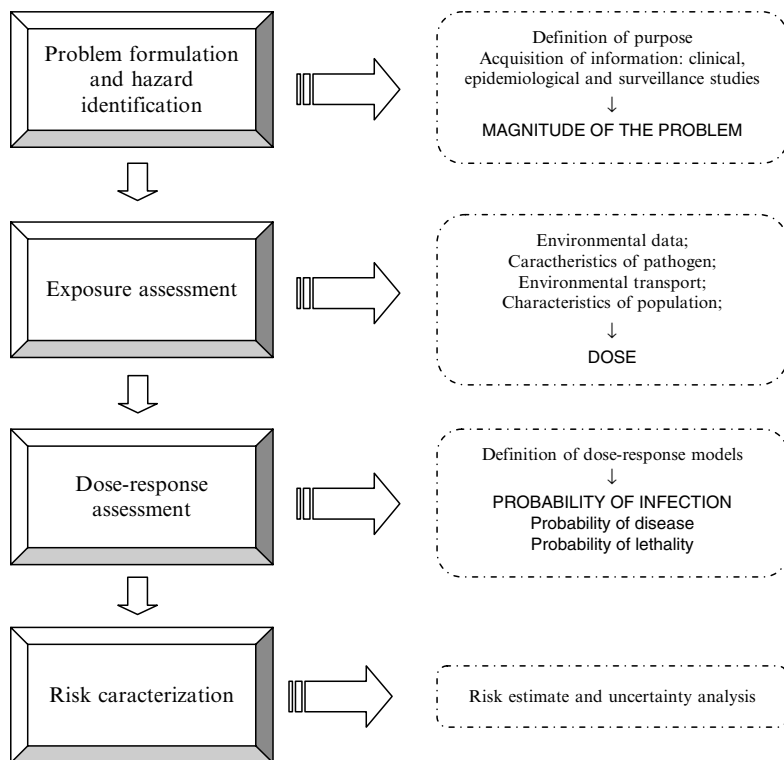 Problem formulation
and hazard
identification
Definition of purpose
Acquisition of information: clinical,
epidemiological and surveillance studies
↓
MAGNITUDE OF THE PROBLEM
Exposure assessment
Environmental data;
Caractheristics of pathogen;
Environmental transport;
Characteristics of population;
↓
DOSE
Dose-response
assessment
Definition of dose-response models
↓
PROBABILITY OF INFECTION
Probability of disease
Probability of lethality
Risk caracterization
Risk estimate and uncertainty analysis